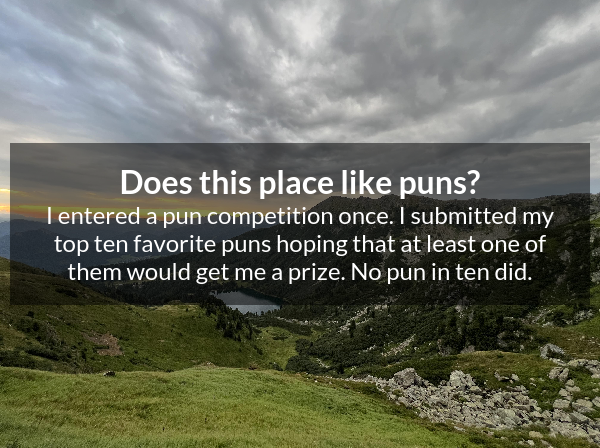 Does this place like puns?
I entered a pun competition once. I submitted my
top ten favorite puns hoping that at least one of
them would get me a prize. No pun in ten did.